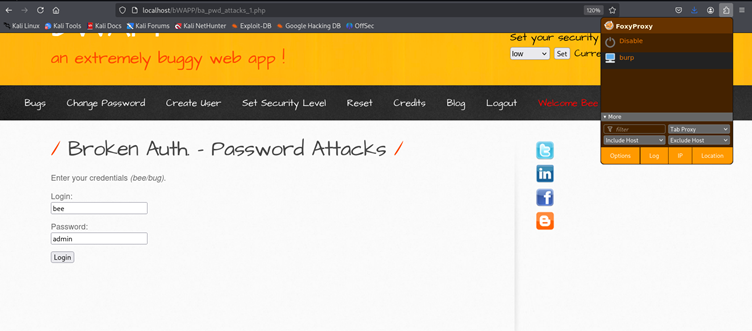 localhost/bWAPP/ba_pwd_attacks_1.php
120%
Kali Linux Kali Tools Kali Docs Kali Forums Kali NetHunter Exploit-DB Google Hacking DB OffSec
an extremely buggy web app !
Set your security
low Set Curre
Bugs Change Password Create User Set Security Level Reset Credits Blog Logout Welcome Bee
/ Broken Auth. - Password Attacks /
Enter your credentials (bee/bug).
Login:
bee
Password:
admin
Login
FoxyProxy
Disable
burp
More
filter Tab Proxy
Include Host Exclude Host
Options Log IP Location